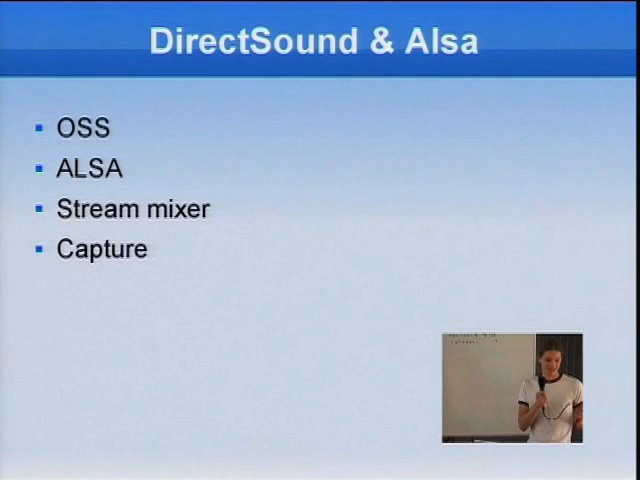 DirectSound & Alsa
OSS
ALSA
Stream mixer
Capture